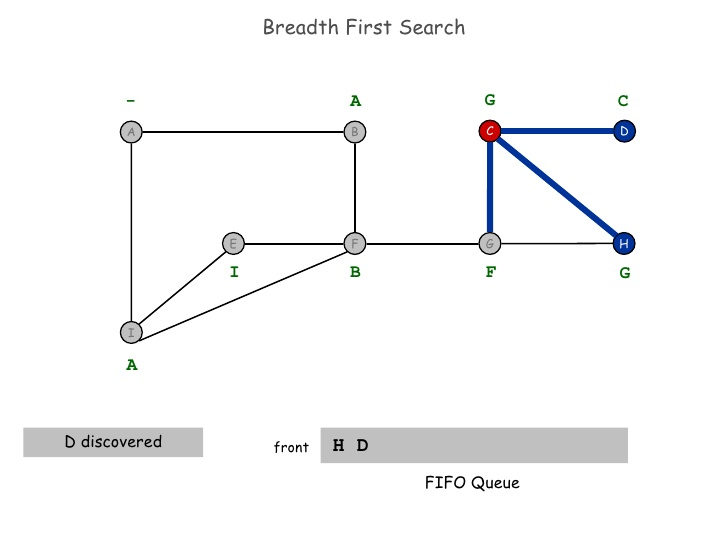 Breadth First Search
- A G C
A B C D
E F G H
I B F G
I
A
D discovered
front H D
FIFO Queue